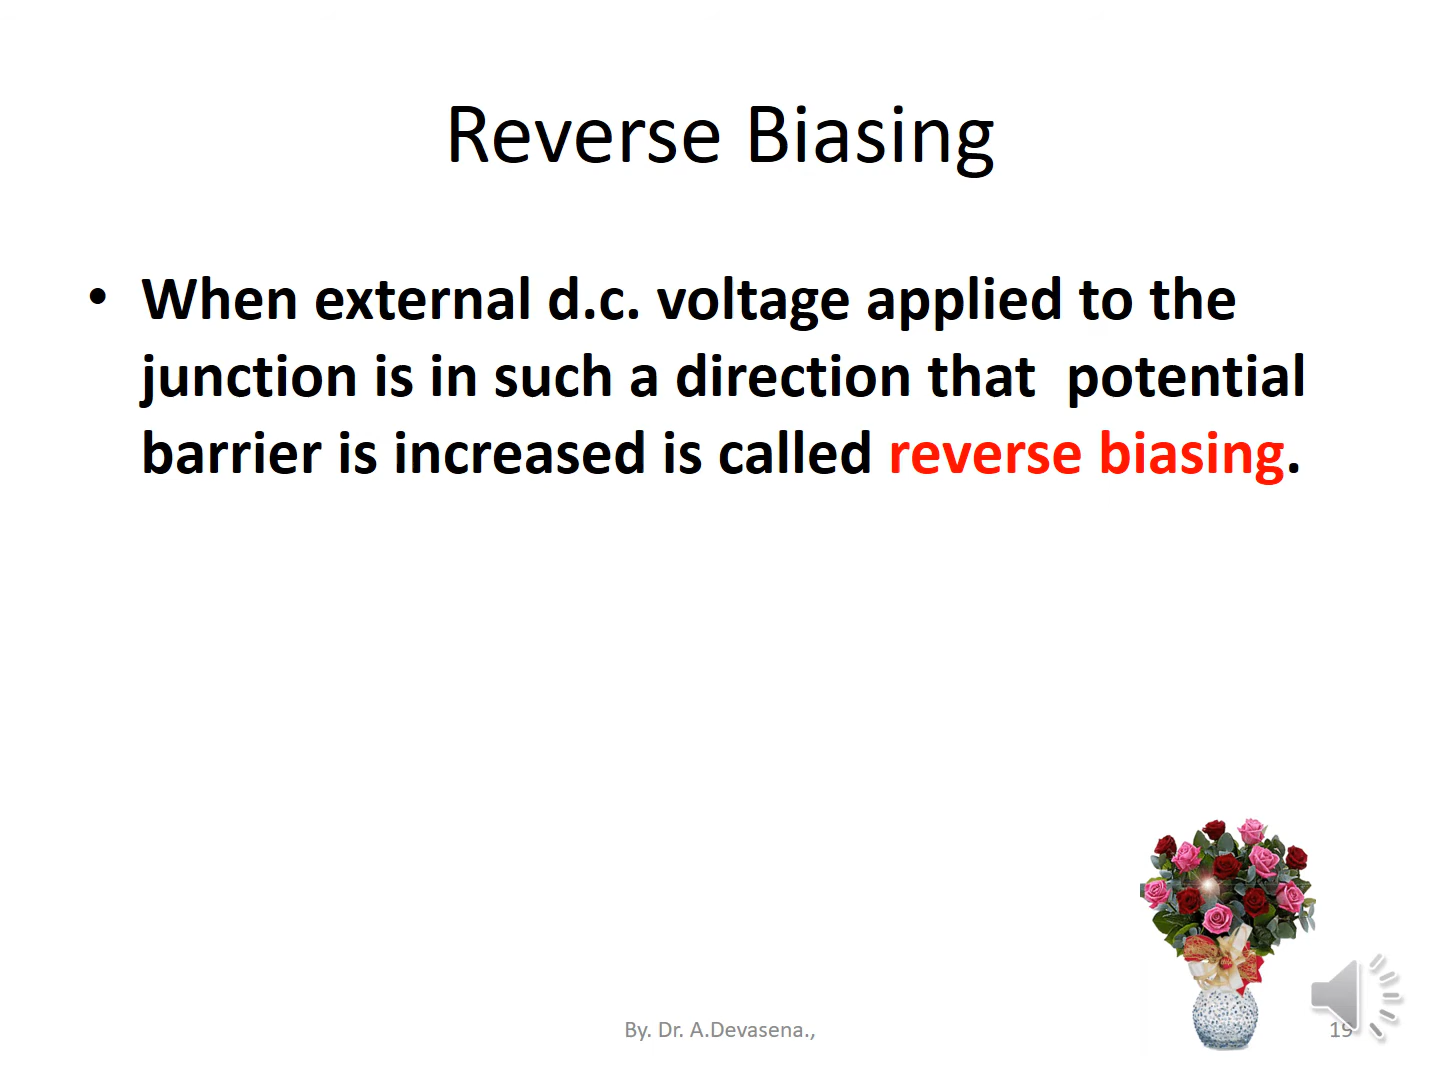 Reverse Biasing
• When external d.c. voltage applied to the
junction is in such a direction that  potential
barrier is increased is called reverse biasing.
By. Dr. A.Devasena.,
19